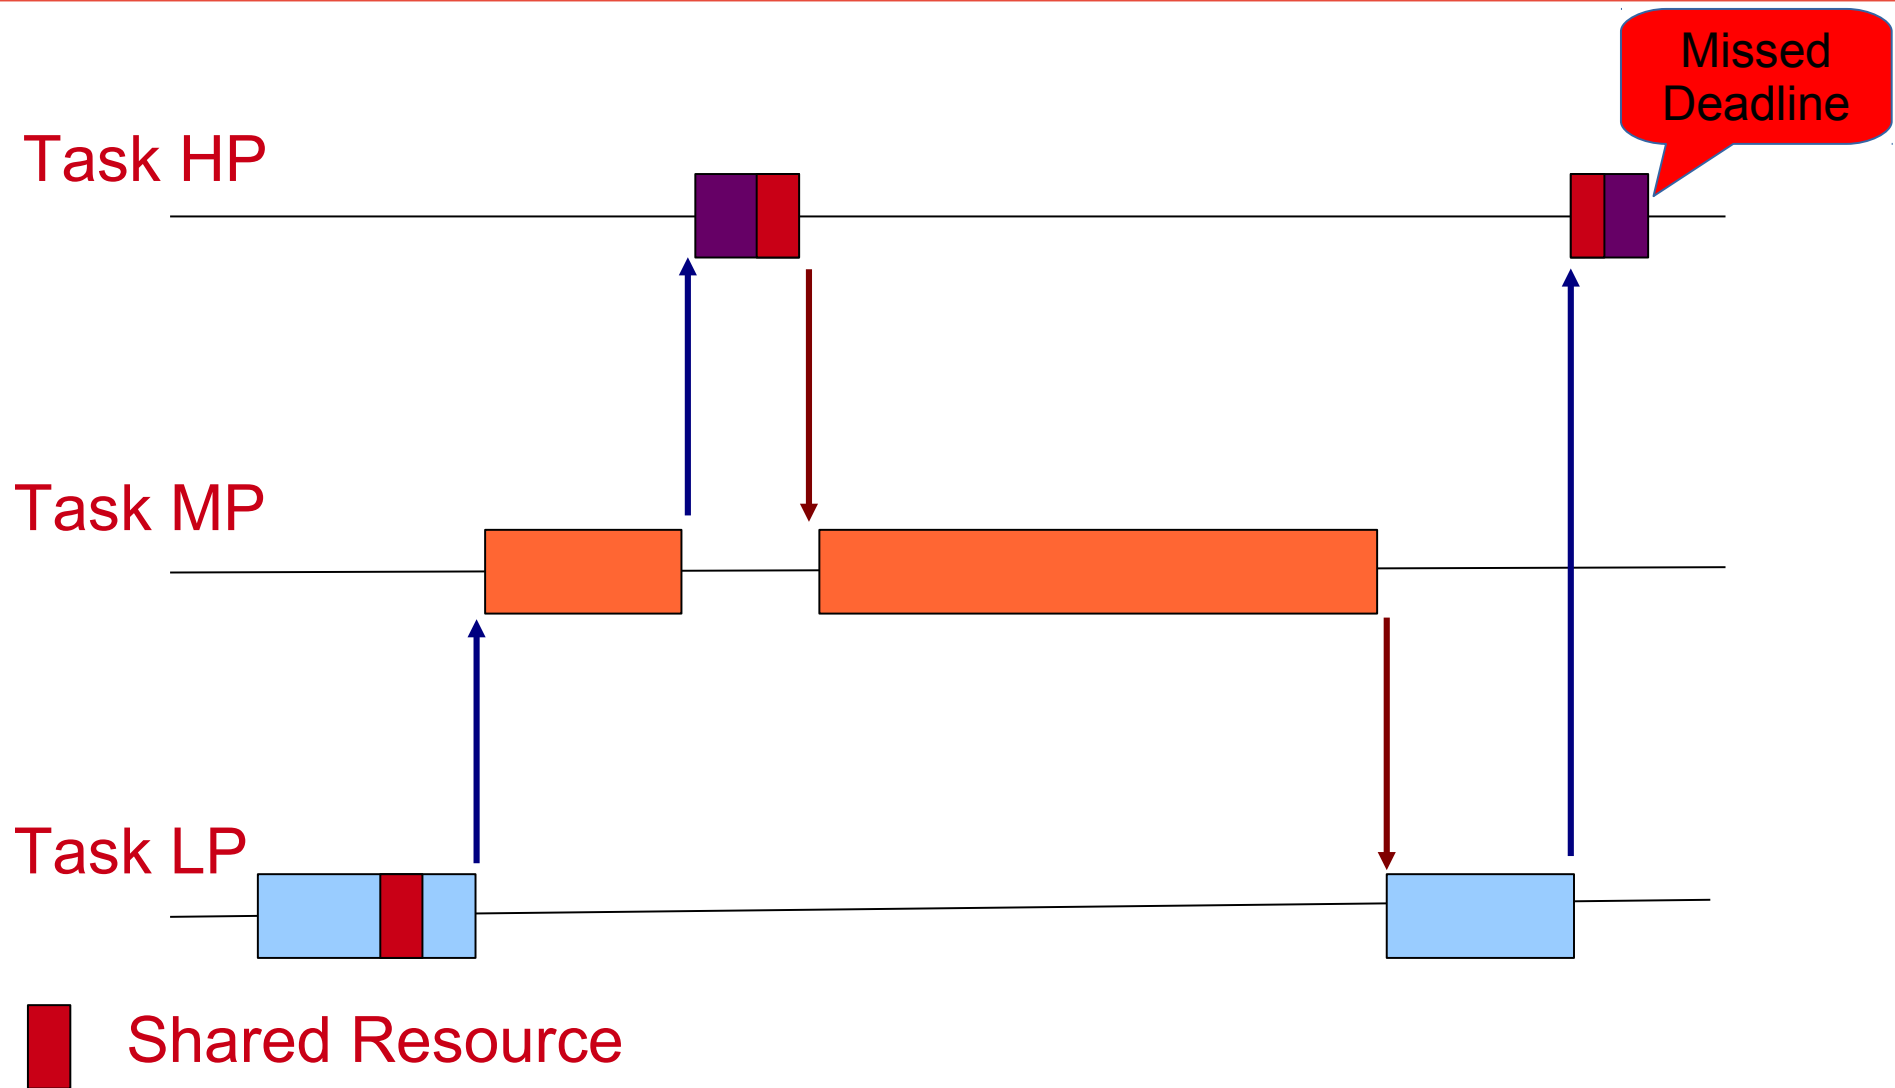 Missed
Deadline
Task HP
Task MP
Task LP
Shared Resource